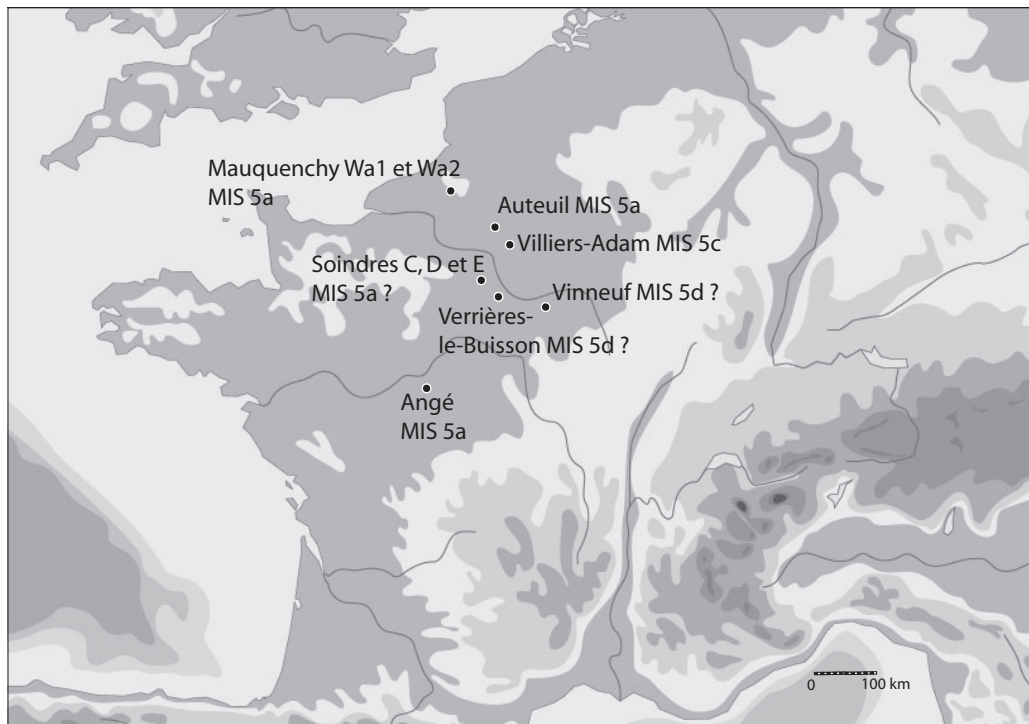 Mauquenchy Wa1 et Wa2
MIS 5a
Auteuil MIS 5a
Villiers-Adam MIS 5c
Soindres C, D et E
MIS 5a ?
Vinneuf MIS 5d ?
Verrières-
le-Buisson MIS 5d ?
Angé
MIS 5a
0 100 km